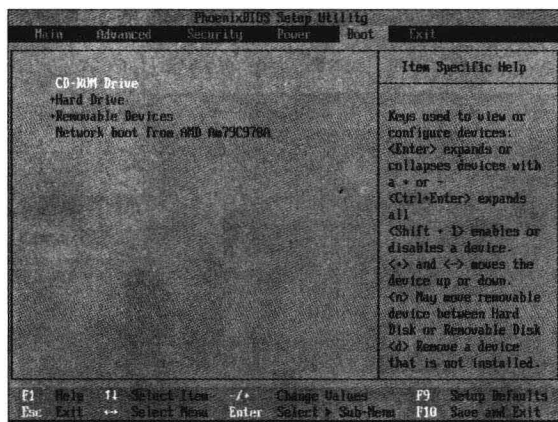 PhoenixBIOS Setup Utility
Main Advanced Security Power Boot Exit
CD-ROM Drive
+Hard Drive
+Removable Devices
Network boot from AMD Am79C970A
Item Specific Help
Keys used to view or
configure devices:
<Enter> expands or
collapses devices with
a + or -
<Ctrl+Enter> expands
all
<Shift + 1> enables or
disables a device.
<+> and <-> moves the
device up or down.
<n> May move removable
device between Hard
Disk or Removable Disk
<d> Remove a device
that is not installed.
F1 Help ↑↓ Select Item -/+ Change Values F9 Setup Defaults
Esc Exit ↔ Select Menu Enter Select ▶ Sub-Menu F10 Save and Exit